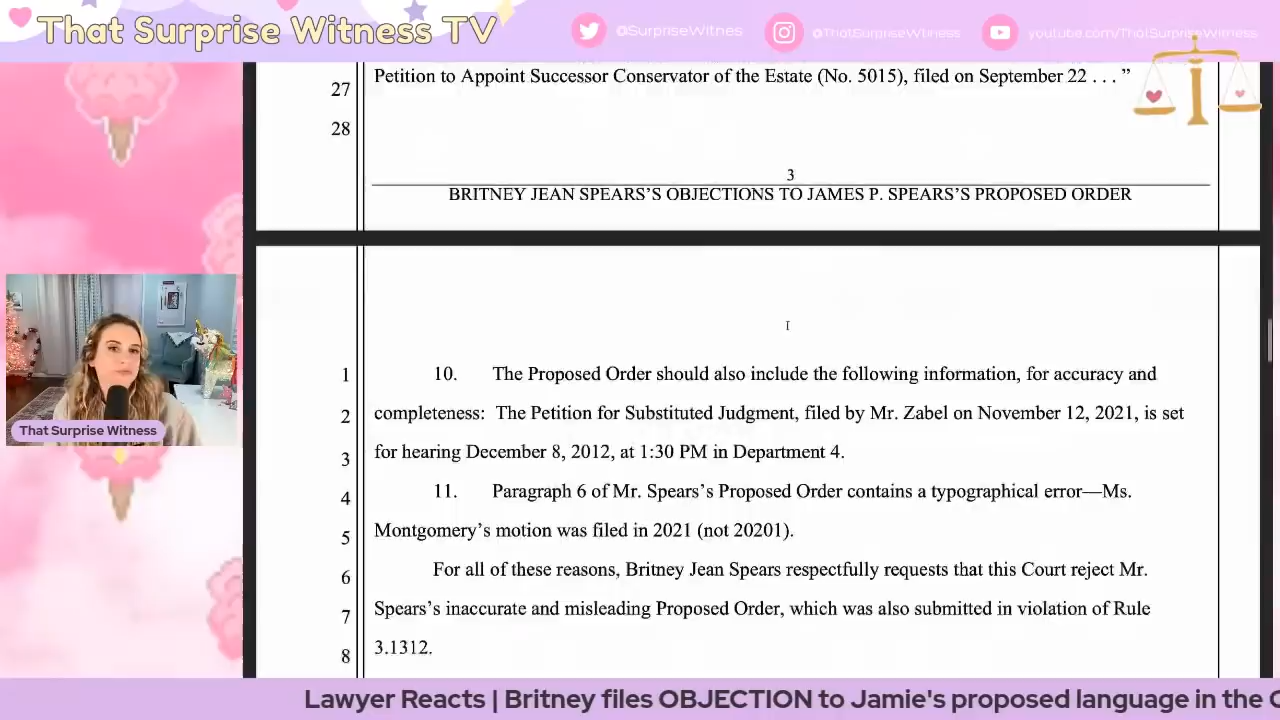 That Surprise Witness TV
@SurpriseWitnes
@ThatSurpriseWitness
youtube.com/ThatSurpriseWitness
27 Petition to Appoint Successor Conservator of the Estate (No. 5015), filed on September 22 . . . ”
28
3
BRITNEY JEAN SPEARS’S OBJECTIONS TO JAMES P. SPEARS’S PROPOSED ORDER
1 10. The Proposed Order should also include the following information, for accuracy and
2 completeness: The Petition for Substituted Judgment, filed by Mr. Zabel on November 12, 2021, is set
3 for hearing December 8, 2012, at 1:30 PM in Department 4.
4 11. Paragraph 6 of Mr. Spears’s Proposed Order contains a typographical error—Ms.
5 Montgomery’s motion was filed in 2021 (not 20201).
6 For all of these reasons, Britney Jean Spears respectfully requests that this Court reject Mr.
7 Spears’s inaccurate and misleading Proposed Order, which was also submitted in violation of Rule
8 3.1312.
That Surprise Witness
Lawyer Reacts | Britney files OBJECTION to Jamie's proposed language in the